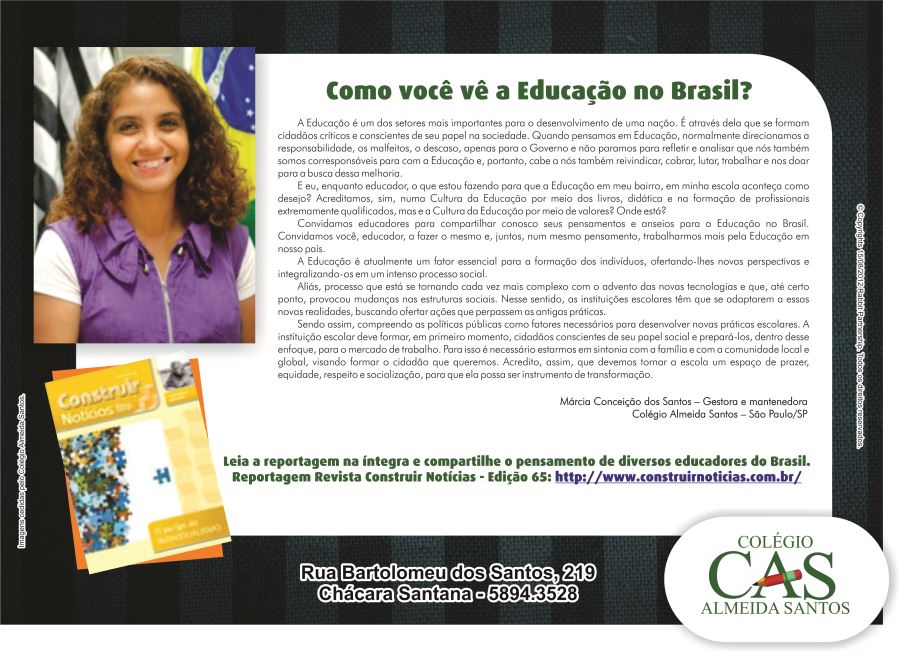 Como você vê a Educação no Brasil?
A Educação é um dos setores mais importantes para o desenvolvimento de uma nação. É através dela que se formam
cidadãos críticos e conscientes de seu papel na sociedade. Quando pensamos em Educação, normalmente direcionamos a
responsabilidade, os malfeitos, o descaso, apenas para o Governo e não paramos para refletir e analisar que nós também
somos corresponsáveis para com a Educação e, portanto, cabe a nós também reivindicar, cobrar, lutar, trabalhar e nos doar
para a busca dessa melhoria.
E eu, enquanto educador, o que estou fazendo para que a Educação em meu bairro, em minha escola aconteça como
desejo? Acreditamos, sim, numa Cultura da Educação por meio dos livros, didática e na formação de profissionais
extremamente qualificados, mas e a Cultura da Educação por meio de valores? Onde está?
Convidamos educadores para compartilhar conosco seus pensamentos e anseios para a Educação no Brasil.
Convidamos você, educador, a fazer o mesmo e, juntos, num mesmo pensamento, trabalharmos mais pela Educação em
nosso país.
A Educação é atualmente um fator essencial para a formação dos indivíduos, ofertando-lhes novas perspectivas e
integralizando-os em um intenso processo social.
Aliás, processo que está se tornando cada vez mais complexo com o advento das novas tecnologias e que, até certo
ponto, provocou mudanças nas estruturas sociais. Nesse sentido, as instituições escolares têm que se adaptarem a essas
novas realidades, buscando ofertar ações que perpassem as antigas práticas.
Sendo assim, compreendo as políticas públicas como fatores necessários para desenvolver novas práticas escolares. A
instituição escolar deve formar, em primeiro momento, cidadãos conscientes de seu papel social e prepará-los, dentro desse
enfoque, para o mercado de trabalho. Para isso é necessário estarmos em sintonia com a família e com a comunidade local e
global, visando formar o cidadão que queremos. Acredito, assim, que devemos tornar a escola um espaço de prazer,
equidade, respeito e socialização, para que ela possa ser instrumento de transformação.
Márcia Conceição dos Santos – Gestora e mantenedora
Colégio Almeida Santos – São Paulo/SP
Leia a reportagem na íntegra e compartilhe o pensamento de diversos educadores do Brasil.
Reportagem Revista Construir Notícias - Edição 65: http://www.construirnoticias.com.br/
Construir
Notícias
O perigo do
INDIVIDUALISMO
Imagens cedidas pelo Colégio Almeida Santos.
© Copyrights 15/08/2012 Rabbit Partnership. Todos os direitos reservados.
Rua Bartolomeu dos Santos, 219
Chácara Santana - 5894.3528
COLÉGIO
CAS
ALMEIDA SANTOS